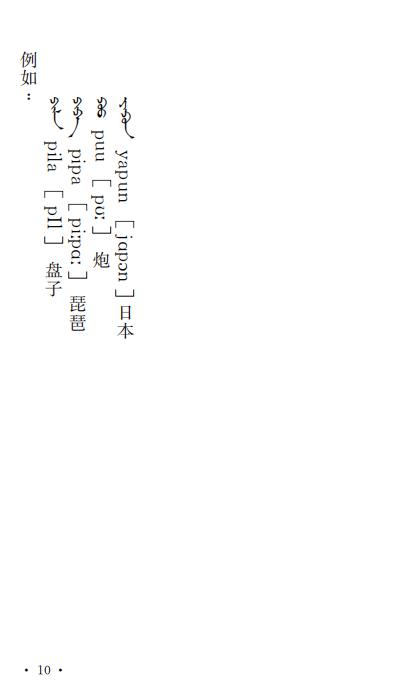 例如：
ᠫᠢᠯᠠ pila [pɪl] 盘子
ᠫᠢᠫᠠ pipa [piːpɑː] 琵琶
ᠫᠤᠤ puu [pʊː] 炮
ᠶᠠᠫᠤᠨ yapun [jɑpɔn] 日本
• 10 •